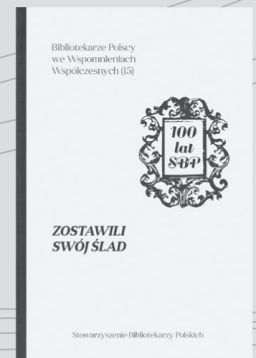 Bibliotekarze Polscy
we Wspomnieniach
Współczesnych (15)
100
lat
SBP
ZOSTAWILI
SWÓJ ŚLAD
Stowarzyszenie Bibliotekarzy Polskich